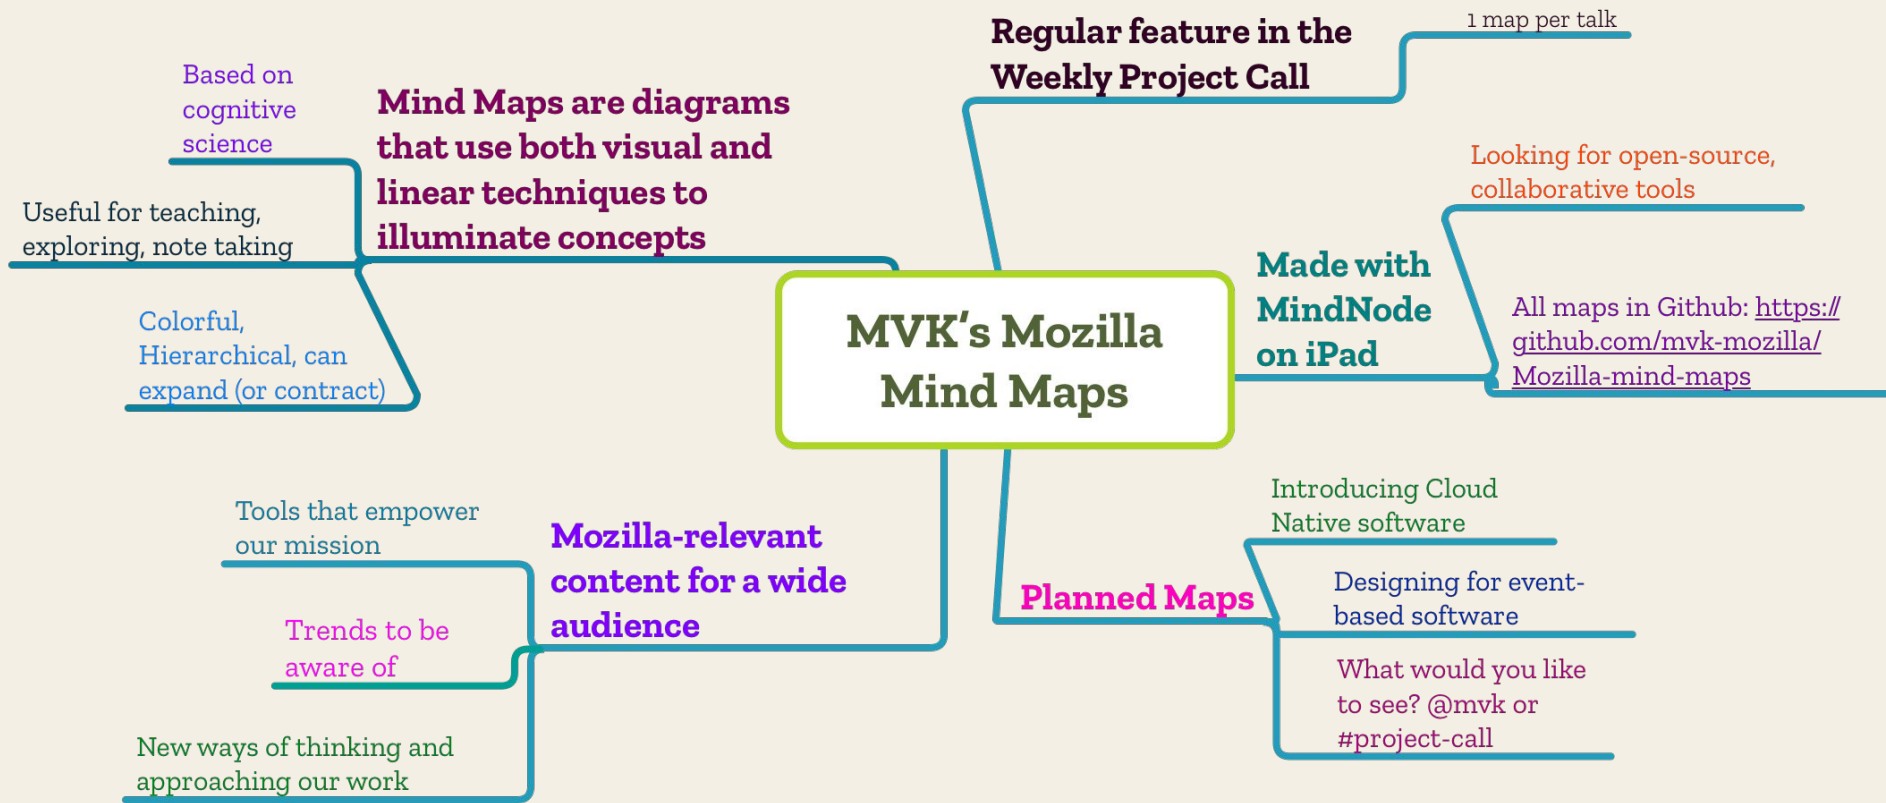 MVK's Mozilla
Mind Maps
Regular feature in the
Weekly Project Call
1 map per talk
Made with
MindNode
on iPad
Looking for open-source,
collaborative tools
All maps in Github: https://
github.com/mvk-mozilla/
Mozilla-mind-maps
Planned Maps
Introducing Cloud
Native software
Designing for event-
based software
What would you like
to see? @mvk or
#project-call
Mozilla-relevant
content for a wide
audience
Tools that empower
our mission
Trends to be
aware of
New ways of thinking and
approaching our work
Mind Maps are diagrams
that use both visual and
linear techniques to
illuminate concepts
Based on
cognitive
science
Useful for teaching,
exploring, note taking
Colorful,
Hierarchical, can
expand (or contract)